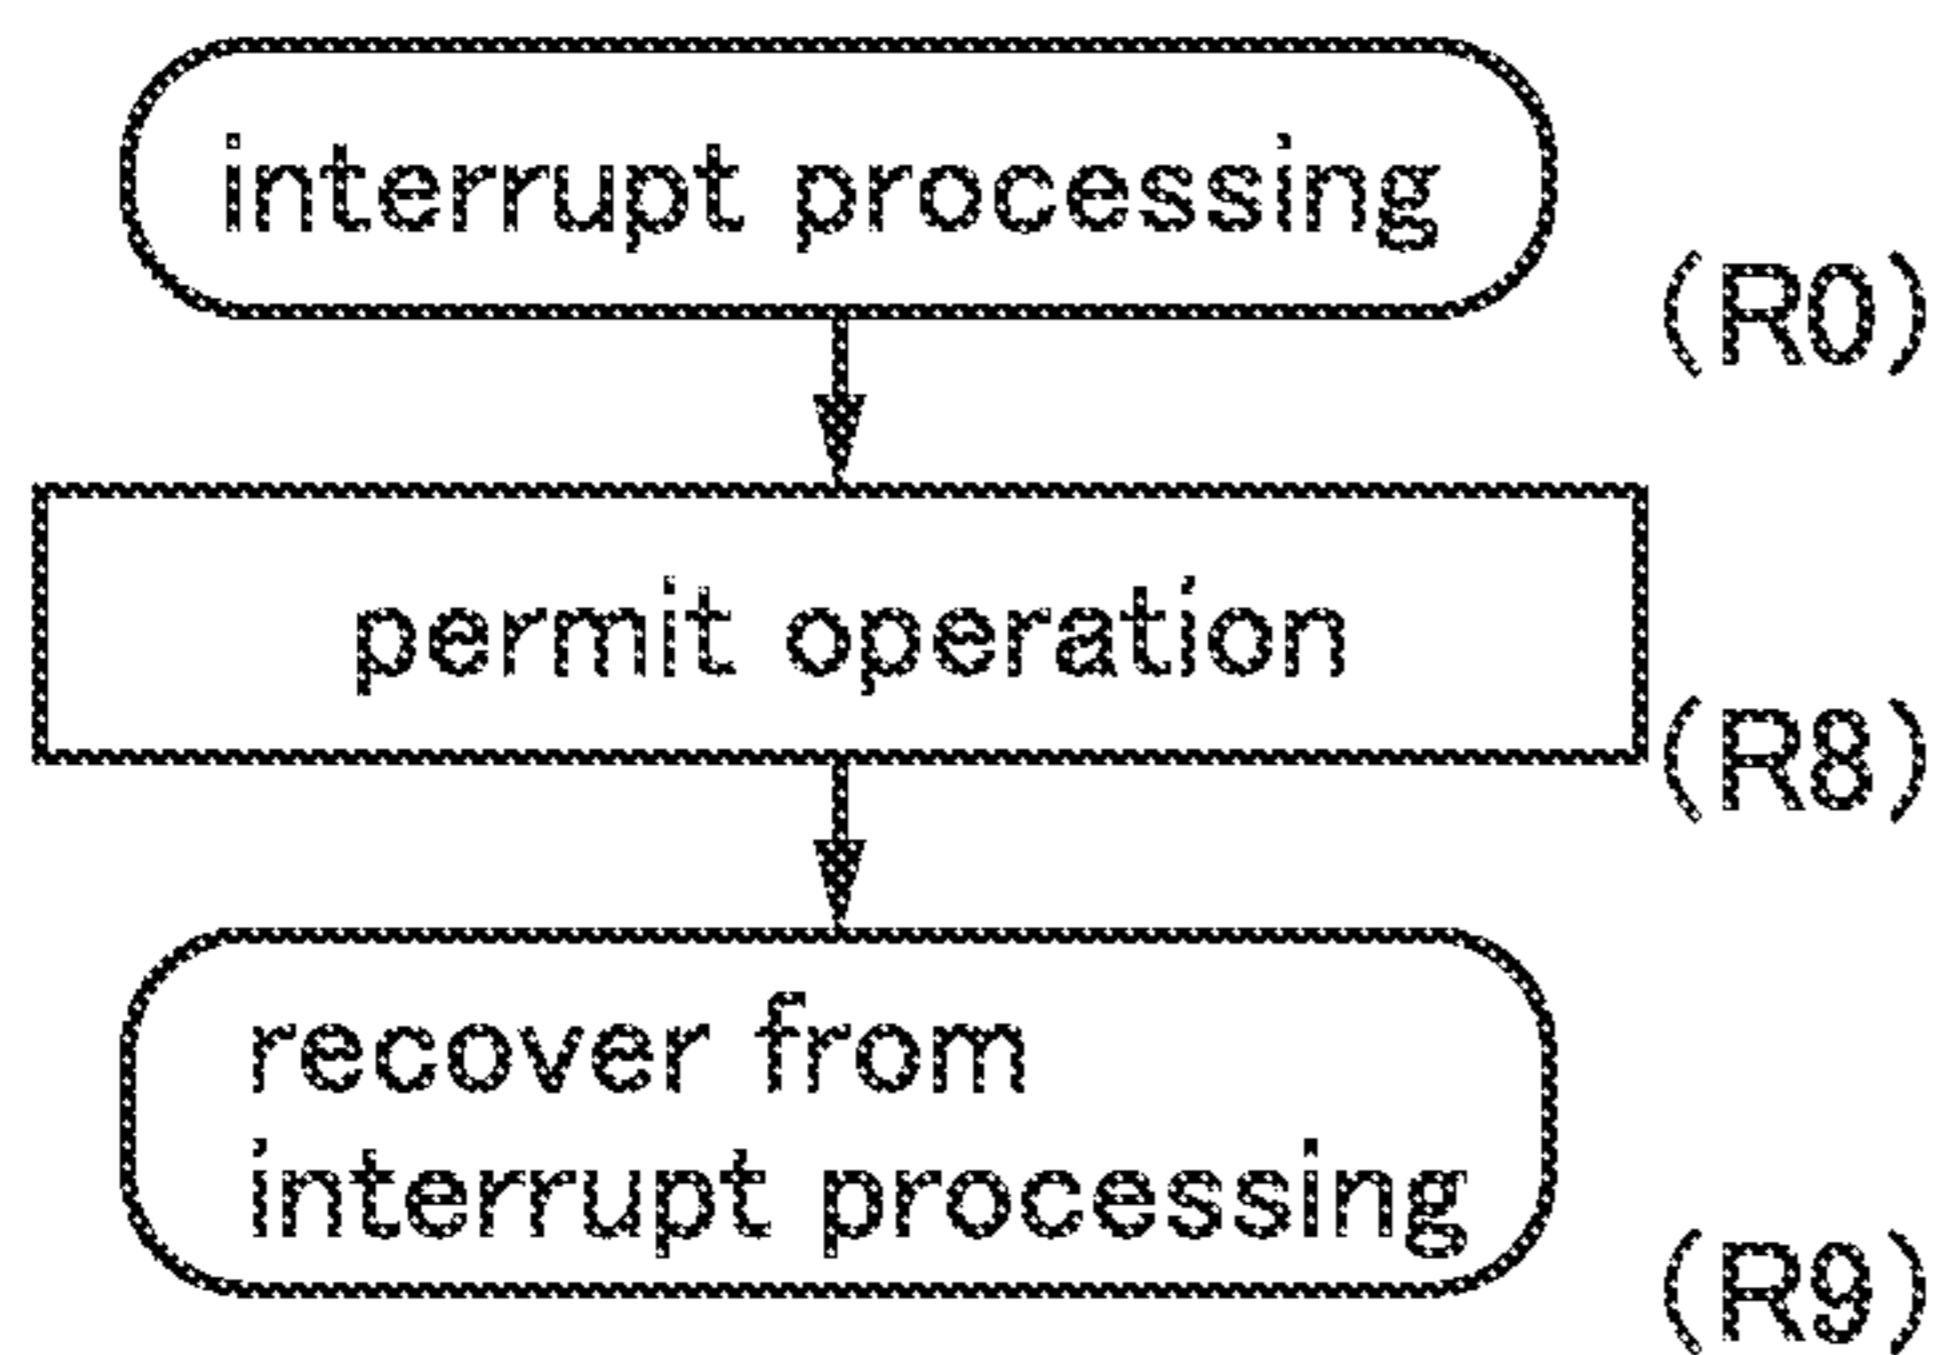 interrupt processing
(R0)
permit operation
(R8)
recover from
interrupt processing
(R9)